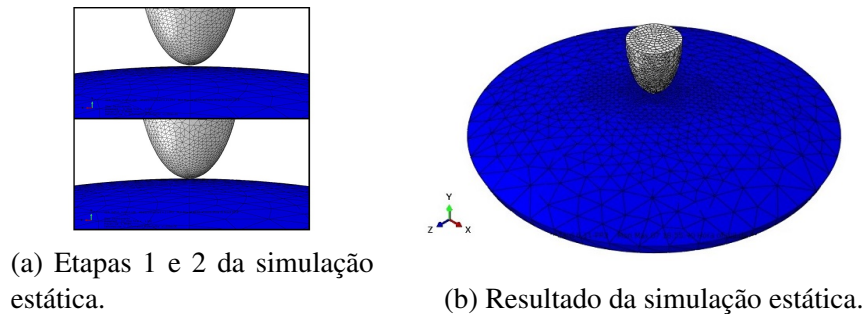 Y
Z
X
(a) Etapas 1 e 2 da simulação
estática.
(b) Resultado da simulação estática.